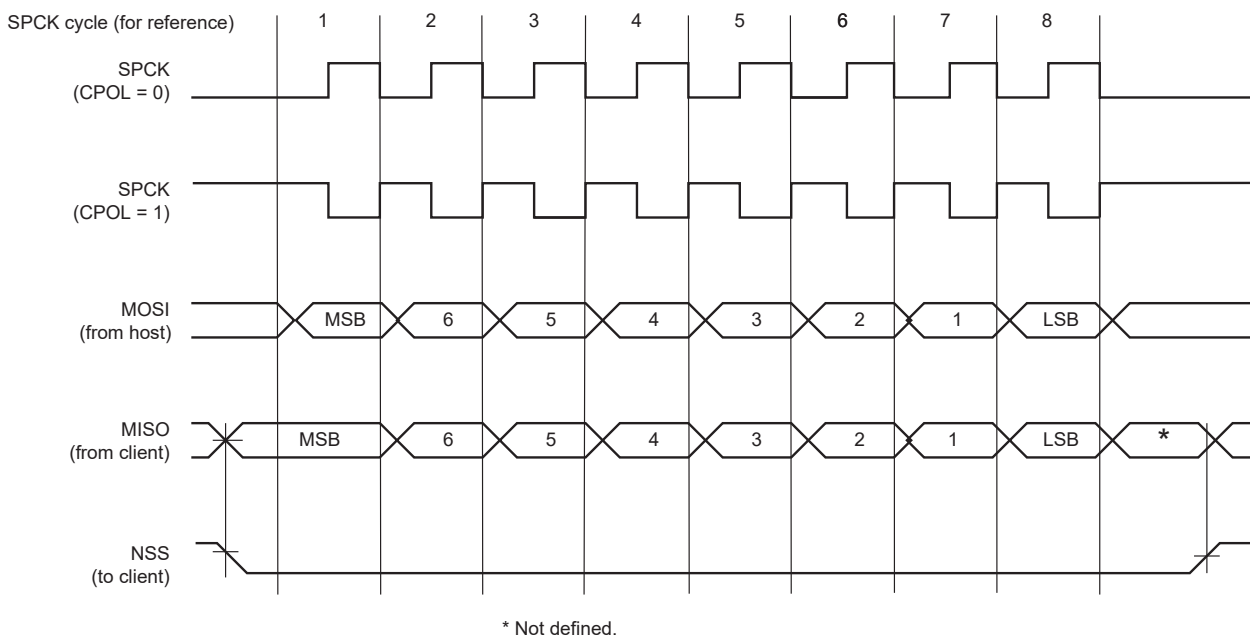 SPCK cycle (for reference) 1 2 3 4 5 6 7 8
SPCK
(CPOL = 0)
SPCK
(CPOL = 1)
MOSI
(from host)
MSB 6 5 4 3 2 1 LSB
MISO
(from client)
MSB 6 5 4 3 2 1 LSB *
NSS
(to client)
* Not defined.